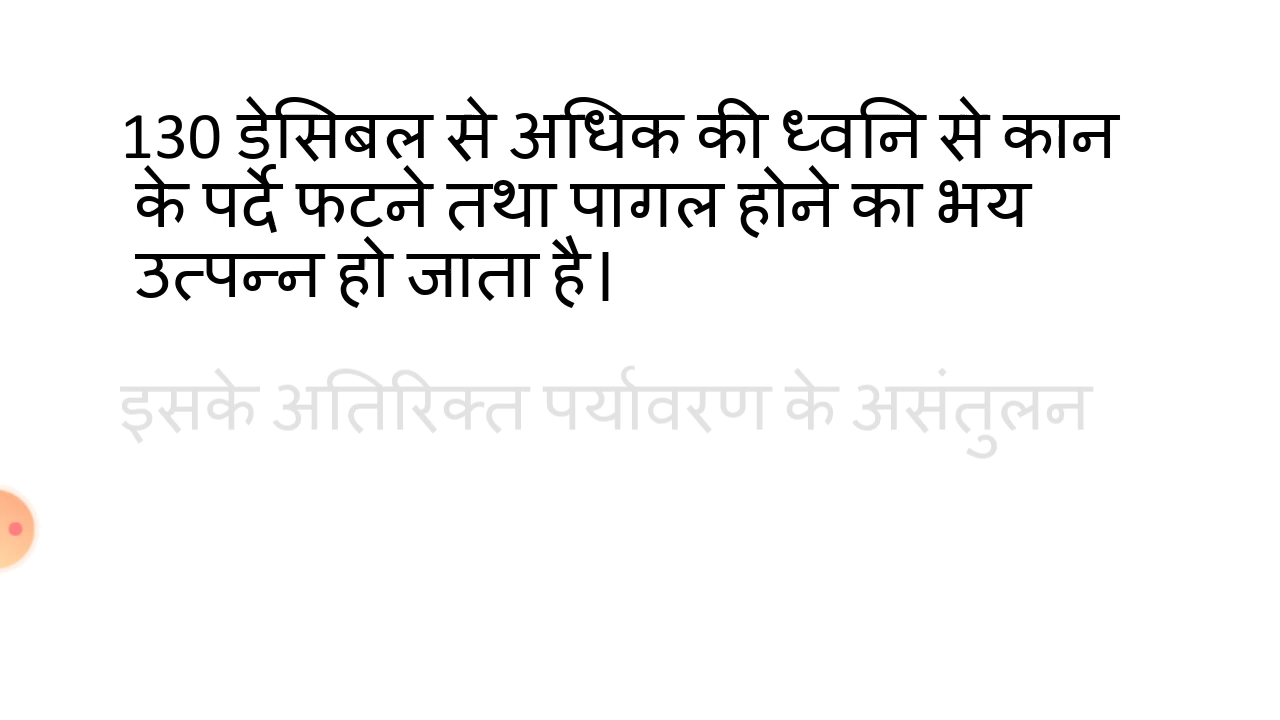 130 डेसिबल से अधिक की ध्वनि से कान
के पर्दे फटने तथा पागल होने का भय
उत्पन्न हो जाता है।
इसके अतिरिक्त पर्यावरण के असंतुलन